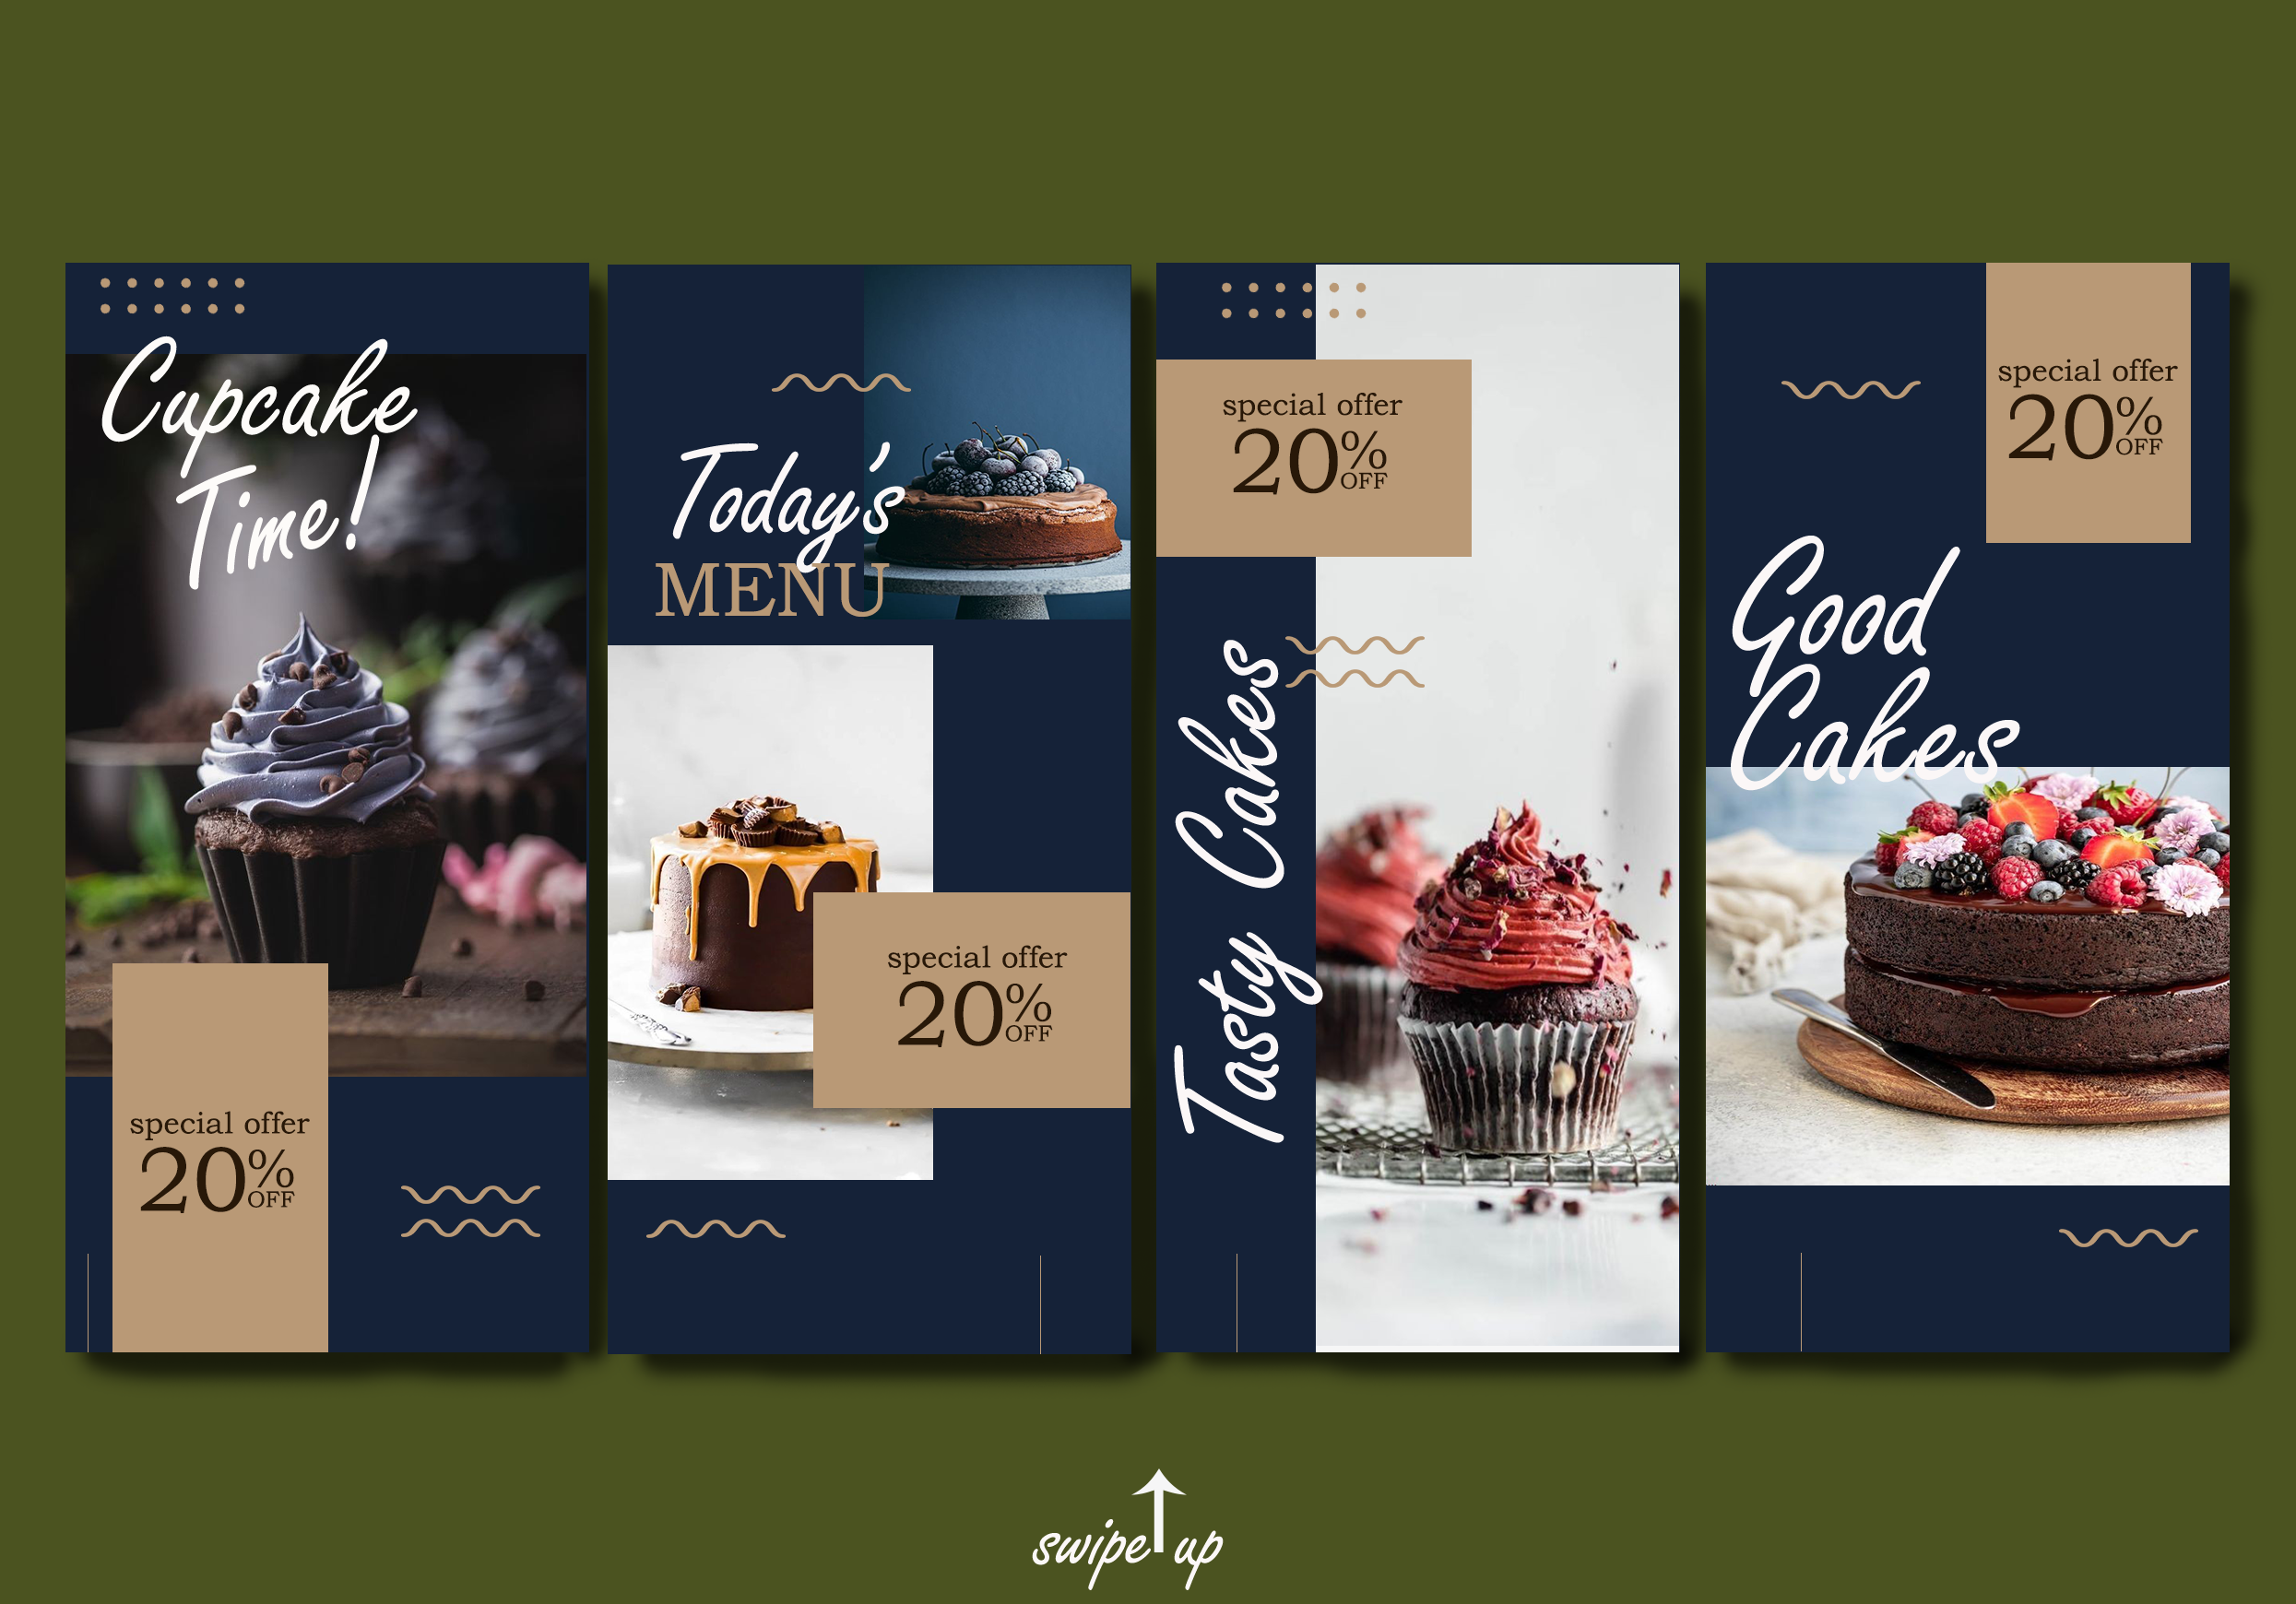 Cupcake
Time!
special offer
20%
OFF
Today's
MENU
special offer
20%
OFF
special offer
20%
OFF
Tasty Cakes
special offer
20%
OFF
Good
Cakes
swipe up